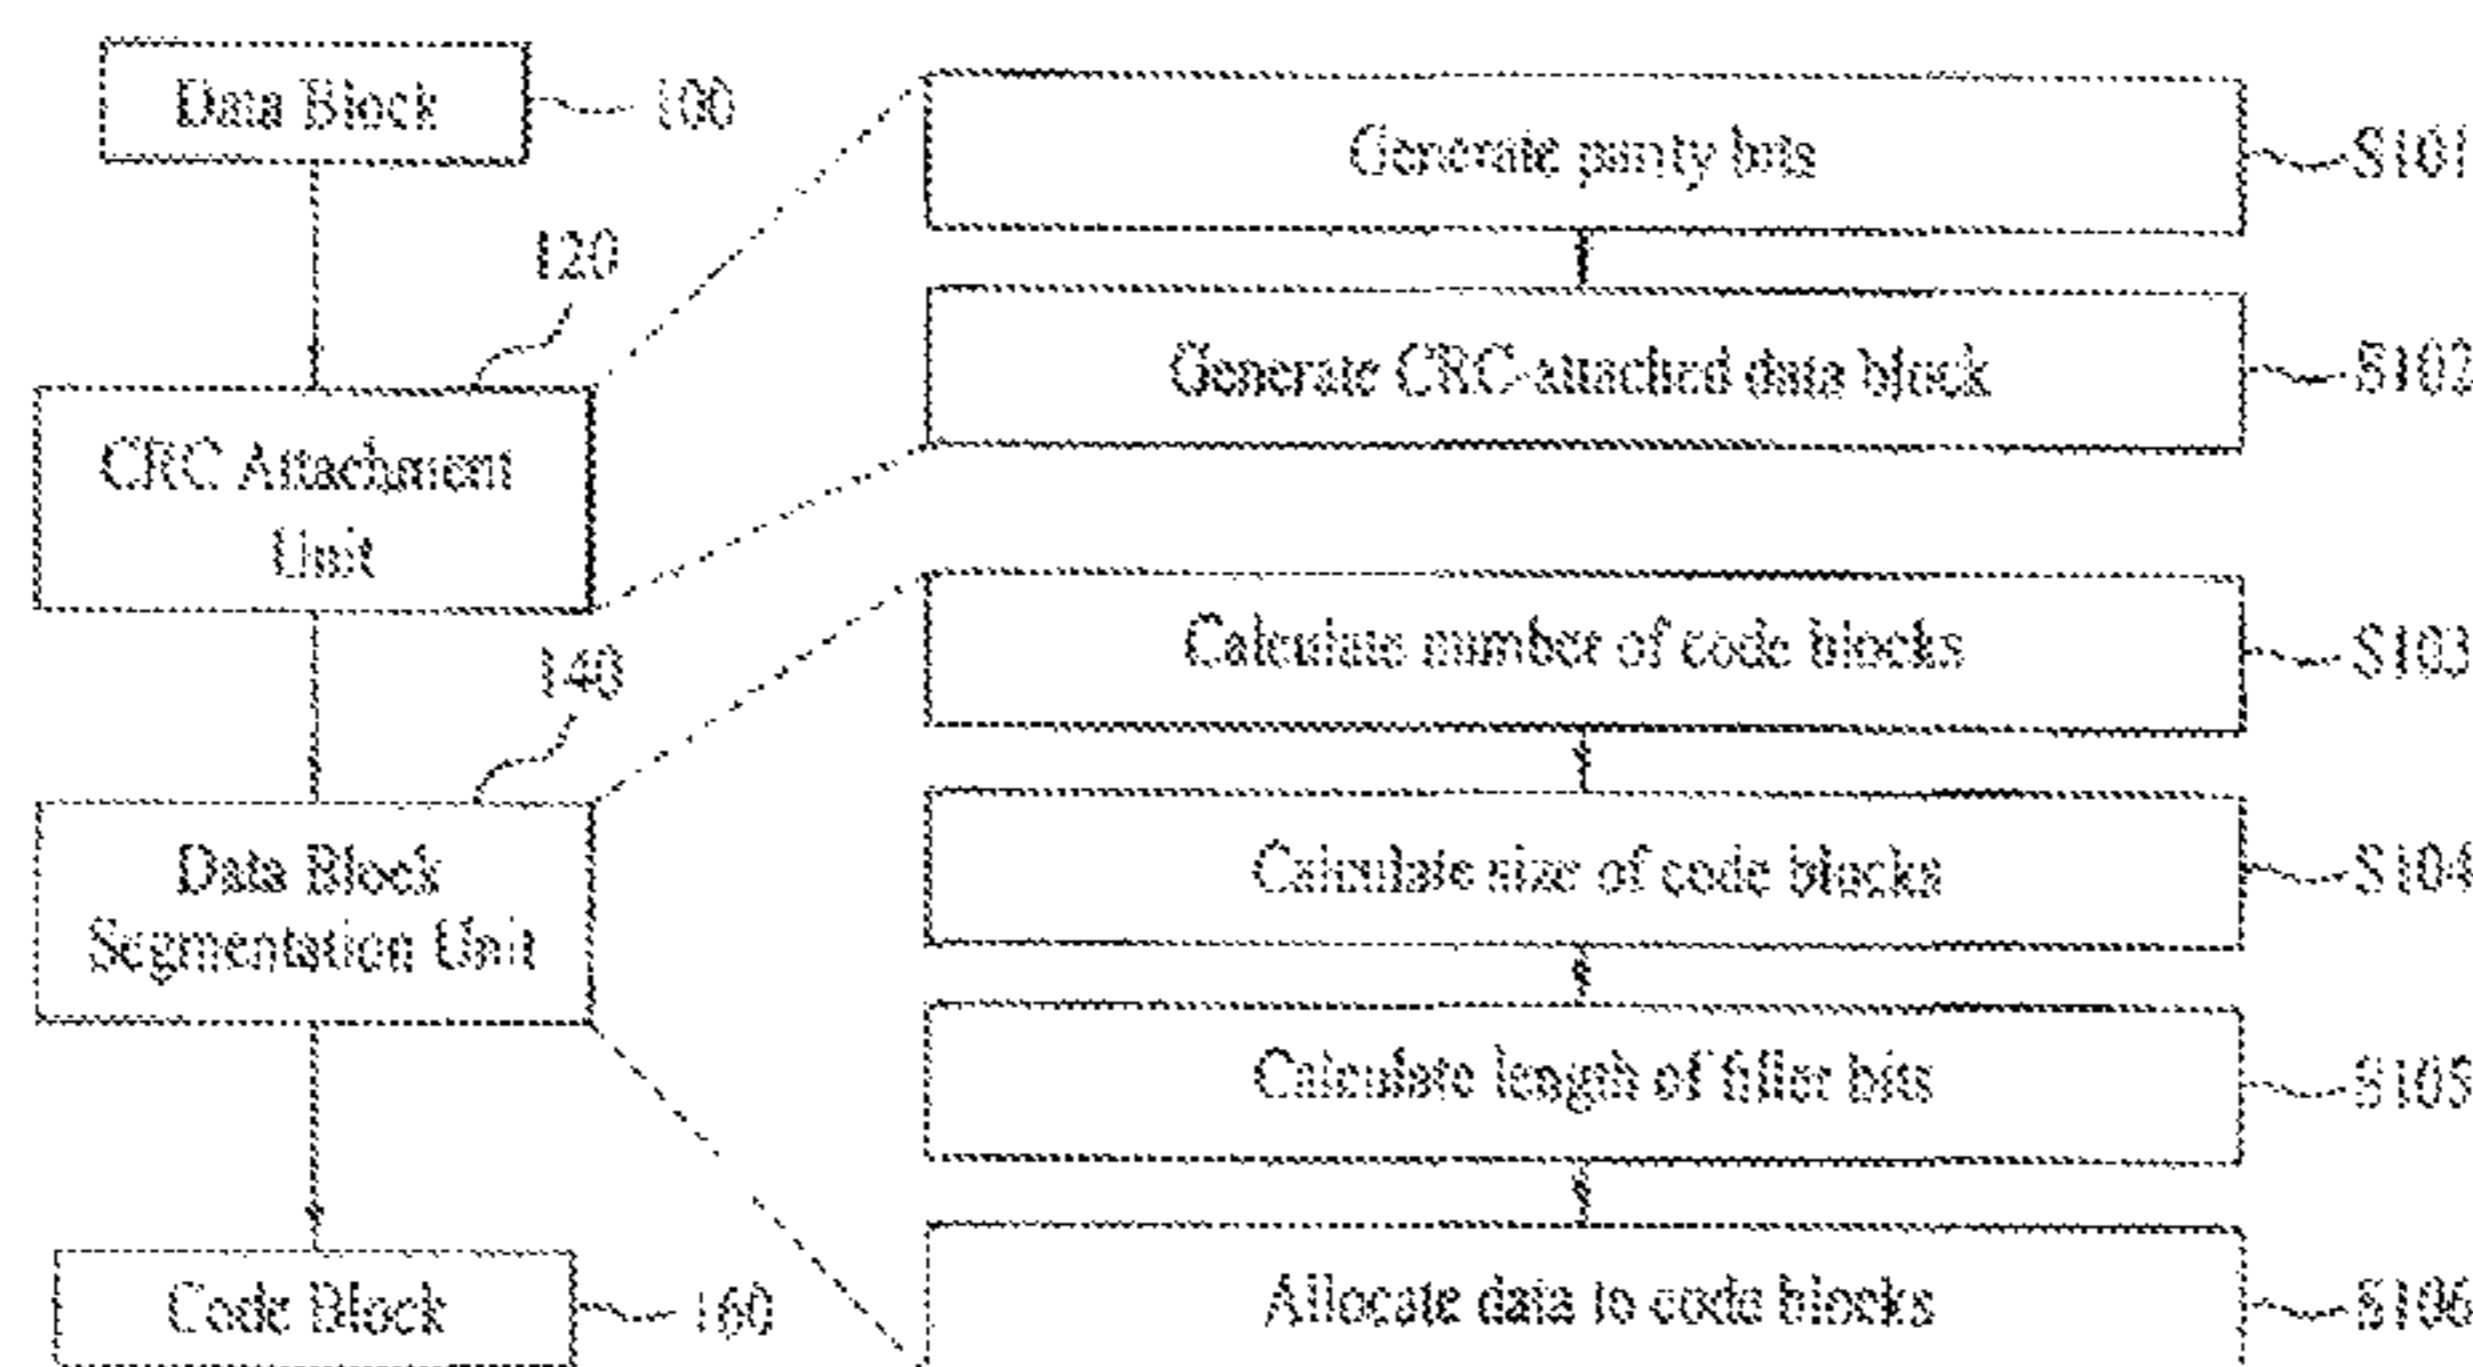 Data Block
100
120
CRC Attachment
Unit
140
Data Block
Segmentation Unit
Code Block
160
Generate parity bits
S101
Generate CRC-attached data block
S102
Calculate number of code blocks
S103
Calculate size of code blocks
S104
Calculate length of filler bits
S105
Allocate data to code blocks
S106